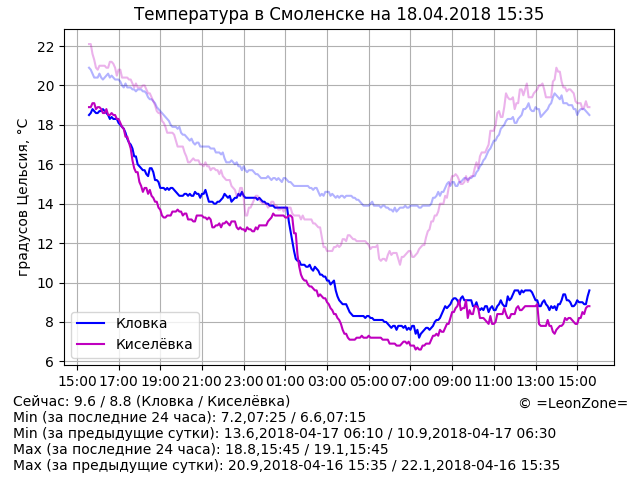 Температура в Смоленске на 18.04.2018 15:35
градусов Цельсия, °C
22
20
18
16
14
12
10
8
6
Кловка
Киселёвка
15:00 17:00 19:00 21:00 23:00 01:00 03:00 05:00 07:00 09:00 11:00 13:00 15:00
Сейчас: 9.6 / 8.8 (Кловка / Киселёвка)
© =LeonZone=
Min (за последние 24 часа): 7.2,07:25 / 6.6,07:15
Min (за предыдущие сутки): 13.6,2018-04-17 06:10 / 10.9,2018-04-17 06:30
Max (за последние 24 часа): 18.8,15:45 / 19.1,15:45
Max (за предыдущие сутки): 20.9,2018-04-16 15:35 / 22.1,2018-04-16 15:35